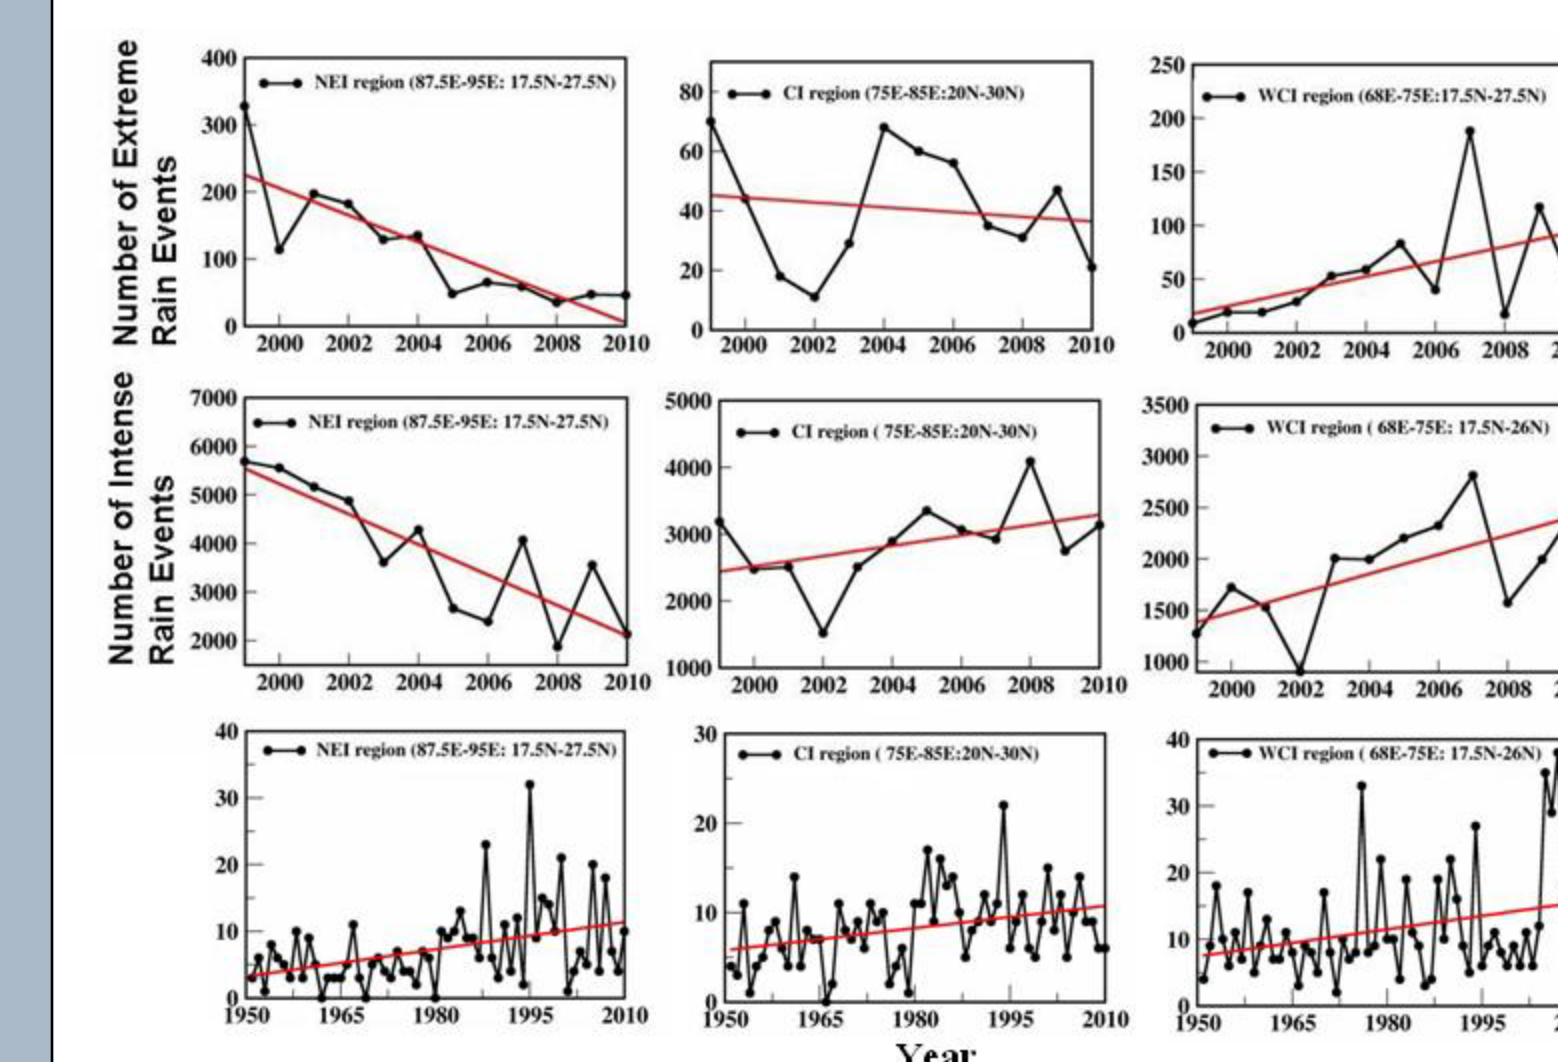 Number of Extreme
Rain Events
400
300
200
100
0
NEI region (87.5E-95E: 17.5N-27.5N)
2000 2002 2004 2006 2008 2010
80
60
40
20
0
CI region (75E-85E:20N-30N)
2000 2002 2004 2006 2008 2010
250
200
150
100
50
0
WCI region (68E-75E:17.5N-27.5N)
2000 2002 2004 2006 2008
Number of Intense
Rain Events
7000
6000
5000
4000
3000
2000
NEI region (87.5E-95E: 17.5N-27.5N)
2000 2002 2004 2006 2008 2010
5000
4000
3000
2000
1000
CI region ( 75E-85E:20N-30N)
2000 2002 2004 2006 2008 2010
3500
3000
2500
2000
1500
1000
WCI region ( 68E-75E: 17.5N-26N)
2000 2002 2004 2006 2008
40
30
20
10
0
NEI region (87.5E-95E: 17.5N-27.5N)
1950 1965 1980 1995 2010
30
20
10
0
CI region ( 75E-85E:20N-30N)
1950 1965 1980 1995 2010
40
30
20
10
0
WCI region ( 68E-75E: 17.5N-26N)
1950 1965 1980 1995
Year